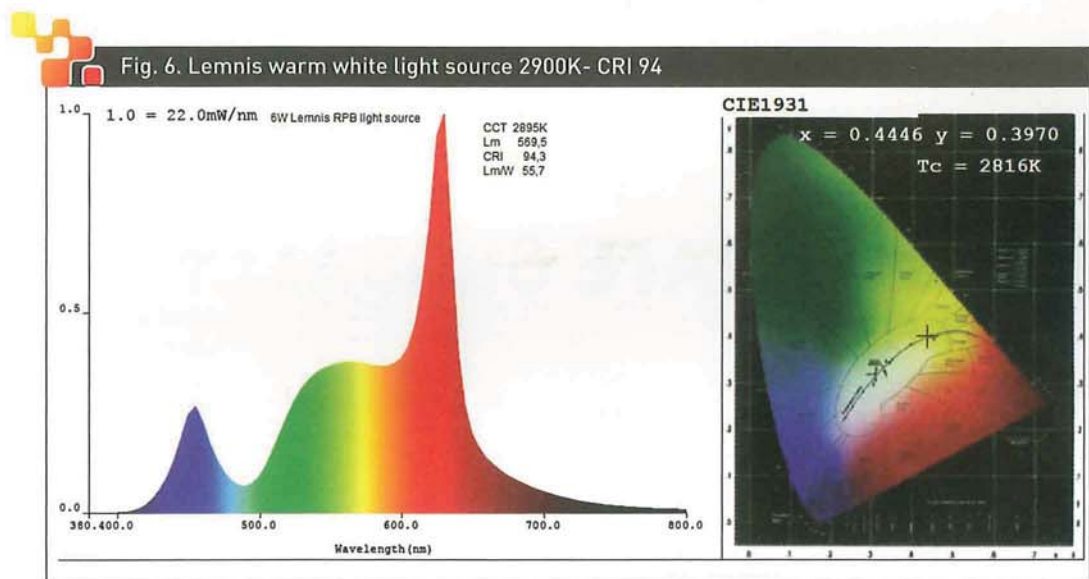 Fig. 6. Lemnis warm white light source 2900K- CRI 94
1.0 = 22.0mW/nm 6W Lemnis RPB light source
CCT 2895K
Lm 569,5
CRI 94,3
Lm/W 55,7
1.0
0.5
0.0
380.400.0 500.0 600.0 700.0 800.0
Wavelength(nm)
CIE1931
x = 0.4446 y = 0.3970
Tc = 2816K